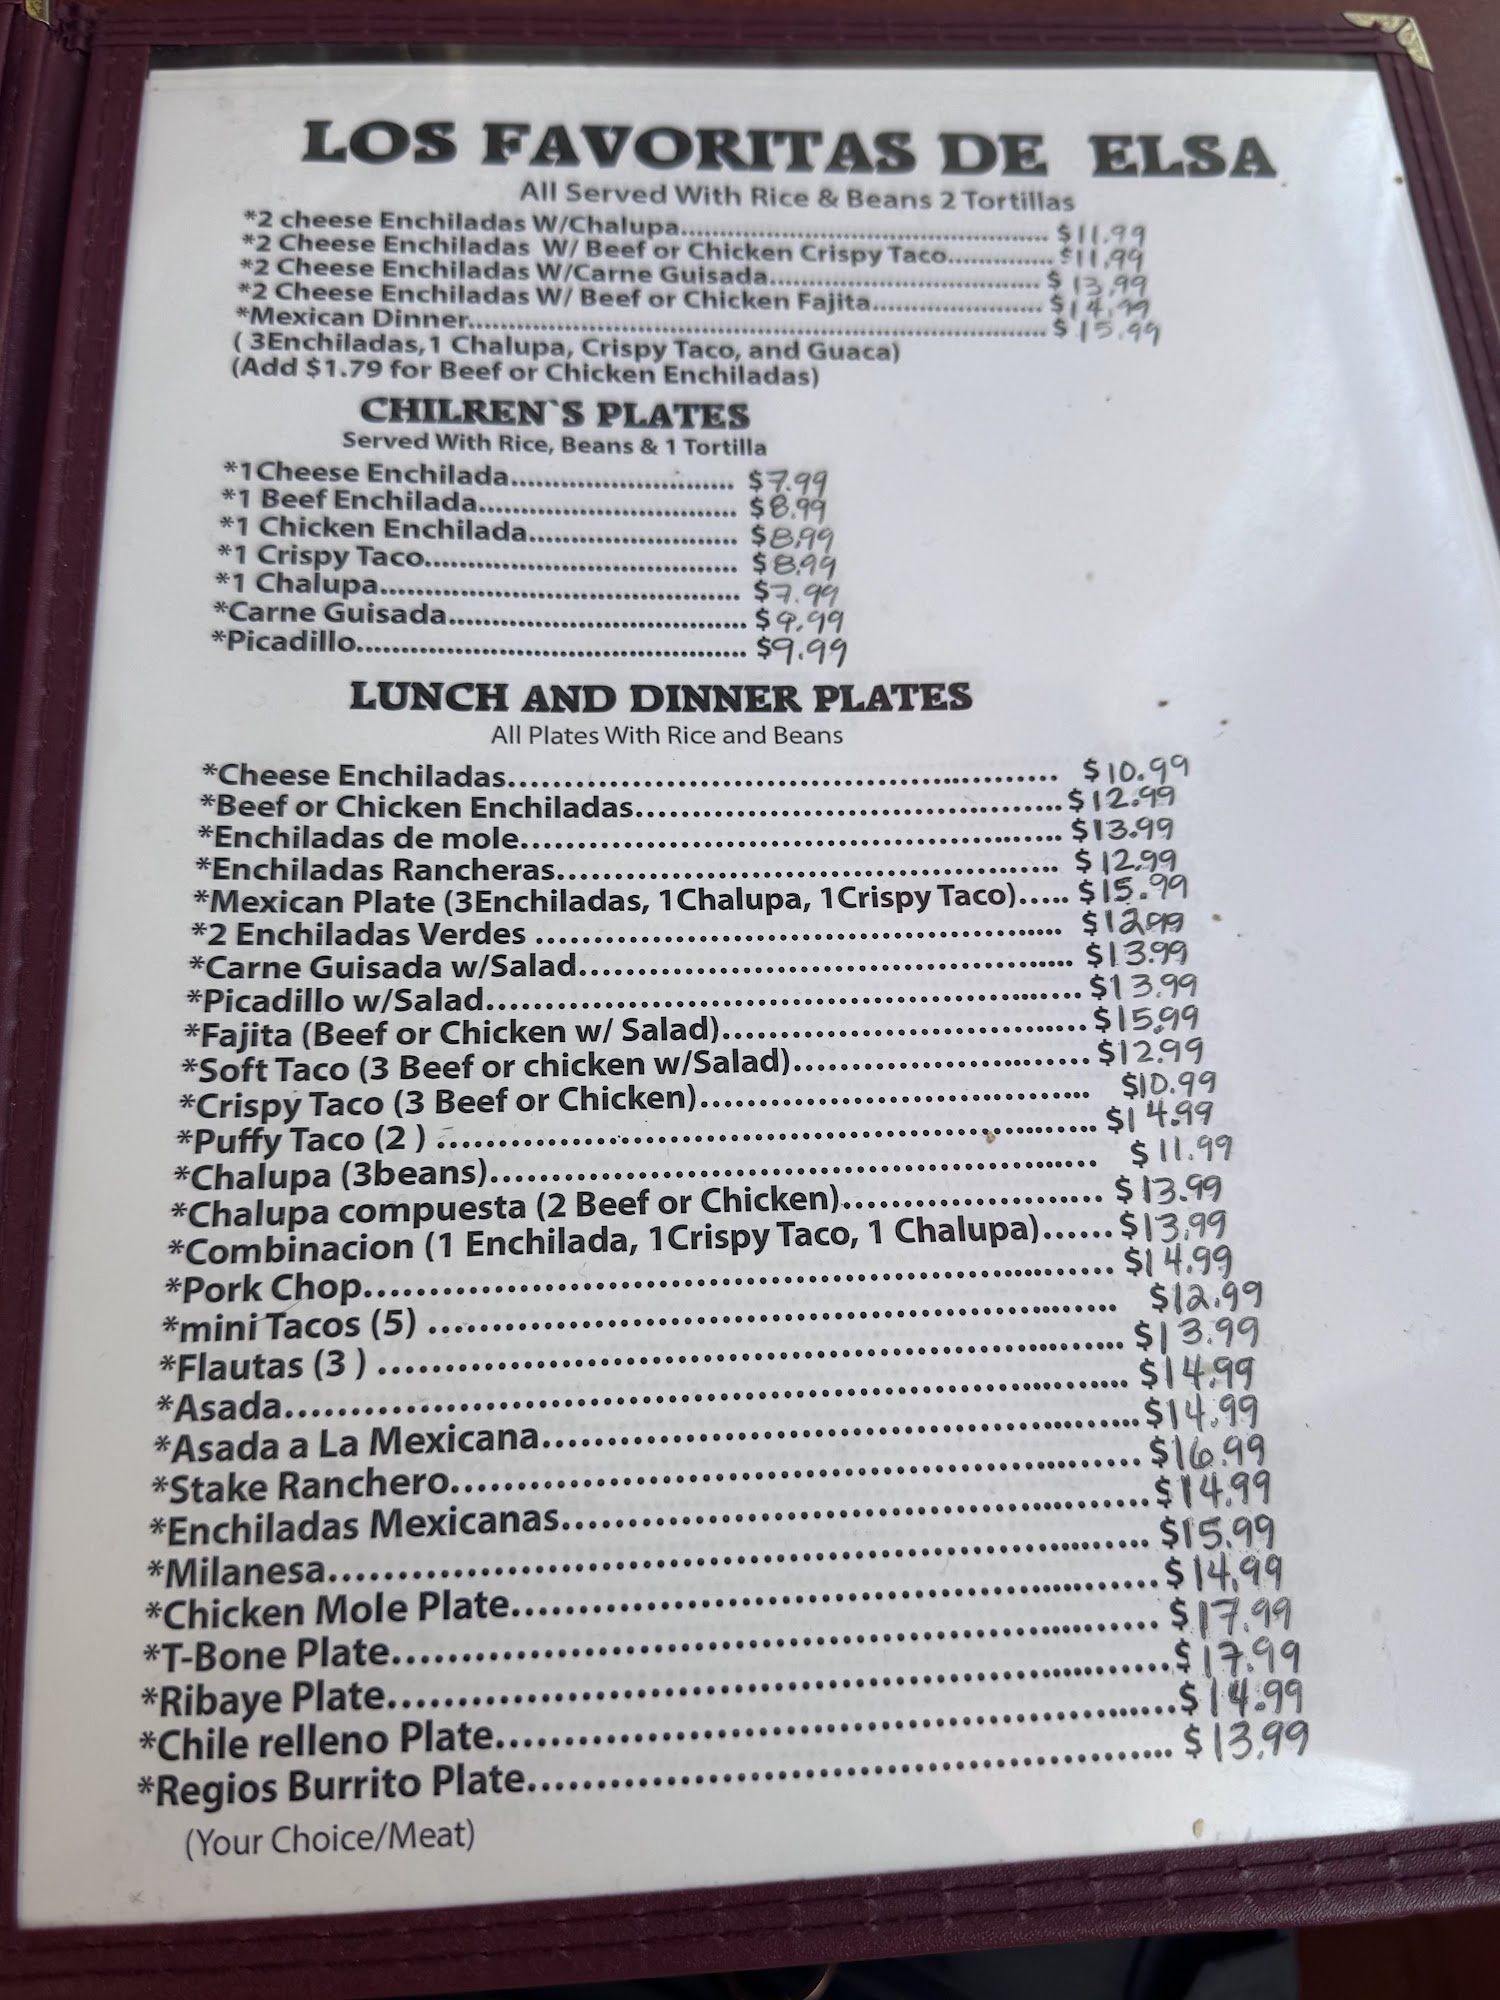 LOS FAVORITAS DE ELSA
All Served With Rice & Beans 2 Tortillas
*2 cheese Enchiladas W/Chalupa........ $11.99
*2 Cheese Enchiladas W/ Beef or Chicken Crispy Taco........ $11.99
*2 Cheese Enchiladas W/Carne Guisada........ $13.99
*2 Cheese Enchiladas W/ Beef or Chicken Fajita........ $14.99
*Mexican Dinner........ $15.99
( 3Enchiladas,1 Chalupa, Crispy Taco, and Guaca)
(Add $1.79 for Beef or Chicken Enchiladas)
CHILREN`S PLATES
Served With Rice, Beans & 1 Tortilla
*1Cheese Enchilada........ $7.99
*1 Beef Enchilada........ $8.99
*1 Chicken Enchilada........ $8.99
*1 Crispy Taco........ $8.99
*1 Chalupa........ $7.99
*Carne Guisada........ $9.99
*Picadillo........ $9.99
LUNCH AND DINNER PLATES
All Plates With Rice and Beans
*Cheese Enchiladas........ $10.99
*Beef or Chicken Enchiladas........ $12.99
*Enchiladas de mole........ $13.99
*Enchiladas Rancheras........ $12.99
*Mexican Plate (3Enchiladas, 1Chalupa, 1Crispy Taco)..... $15.99
*2 Enchiladas Verdes ........ $12.99
*Carne Guisada w/Salad........ $13.99
*Picadillo w/Salad........ $13.99
*Fajita (Beef or Chicken w/ Salad)........ $15.99
*Soft Taco (3 Beef or chicken w/Salad)........ $12.99
*Crispy Taco (3 Beef or Chicken)........ $10.99
*Puffy Taco (2 ) ........ $14.99
*Chalupa (3beans)........ $11.99
*Chalupa compuesta (2 Beef or Chicken)........ $13.99
*Combinacion (1 Enchilada, 1Crispy Taco, 1 Chalupa)...... $13.99
*Pork Chop........ $14.99
*mini Tacos (5) ........ $12.99
*Flautas (3 ) ........ $13.99
*Asada........ $14.99
*Asada a La Mexicana........ $14.99
*Stake Ranchero........ $16.99
*Enchiladas Mexicanas........ $14.99
*Milanesa........ $15.99
*Chicken Mole Plate........ $14.99
*T-Bone Plate........ $17.99
*Ribaye Plate........ $17.99
*Chile relleno Plate........ $14.99
*Regios Burrito Plate........ $13.99
(Your Choice/Meat)